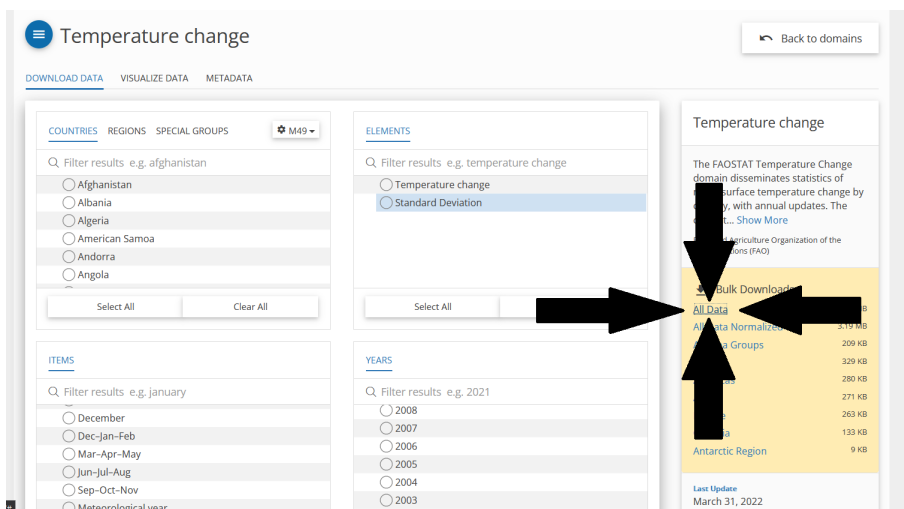 Temperature change
Back to domains
DOWNLOAD DATA VISUALIZE DATA METADATA
COUNTRIES REGIONS SPECIAL GROUPS M49
Filter results e.g. afghanistan
Afghanistan
Albania
Algeria
American Samoa
Andorra
Angola
Select All Clear All
ELEMENTS
Filter results e.g. temperature change
Temperature change
Standard Deviation
Select All
ITEMS
Filter results e.g. january
December
Dec–Jan–Feb
Mar–Apr–May
Jun–Jul–Aug
Sep–Oct–Nov
Meteorological year
YEARS
Filter results e.g. 2021
2008
2007
2006
2005
2004
2003
Temperature change
The FAOSTAT Temperature Change
domain disseminates statistics of
surface temperature change by
with annual updates. The
Show More
Agriculture Organization of the
(FAO)
Bulk Downloads
All Data
Normalized 3.19 MB
Groups 209 KB
329 KB
280 KB
271 KB
263 KB
133 KB
Antarctic Region 9 KB
Last Update
March 31, 2022